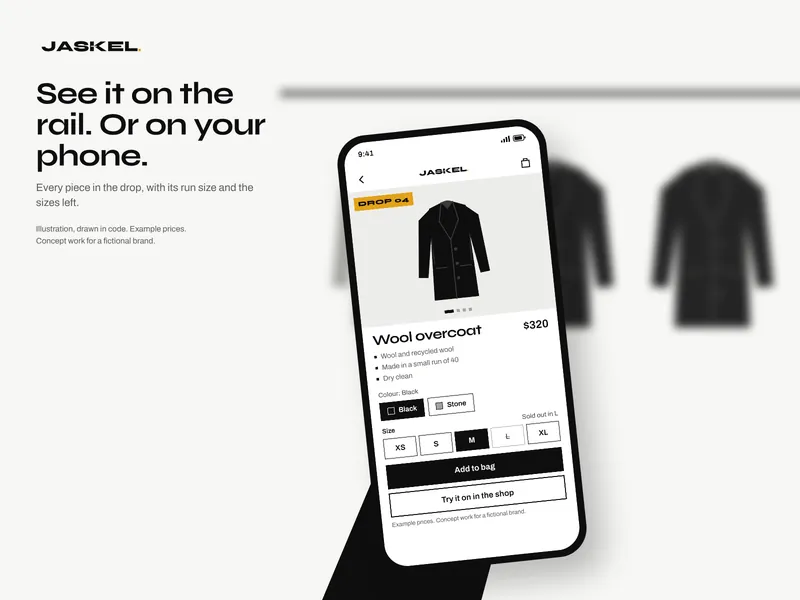 JASKEL.
See it on the
rail. Or on your
phone.
Every piece in the drop, with its run size and the
sizes left.
Illustration, drawn in code. Example prices.
Concept work for a fictional brand.
9:41
JASKEL
DROP 04
Wool overcoat
$320
Wool and recycled wool
Made in a small run of 40
Dry clean
Colour: Black
Black
Stone
Size
Sold out in L
XS
S
M
L
XL
Add to bag
Try it on in the shop
Example prices. Concept work for a fictional brand.